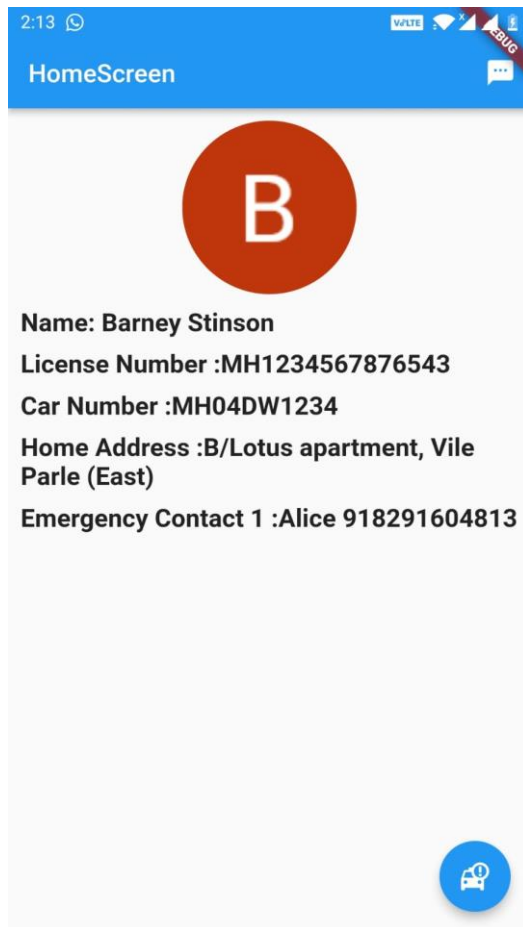 2:13
VoLTE
DEBUG
HomeScreen
B
Name: Barney Stinson
License Number :MH1234567876543
Car Number :MH04DW1234
Home Address :B/Lotus apartment, Vile
Parle (East)
Emergency Contact 1 :Alice 918291604813